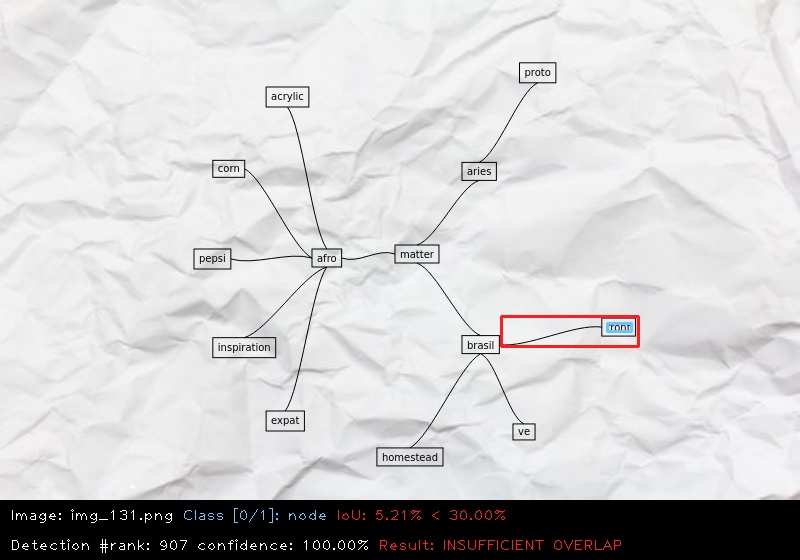 proto
acrylic
corn
aries
pepsi
afro
matter
brasil
inspiration
expat
ve
homestead
Image: img_131.png Class [0/1]: node IoU: 5.21% < 30.00%
Detection #rank: 907 confidence: 100.00% Result: INSUFFICIENT OVERLAP